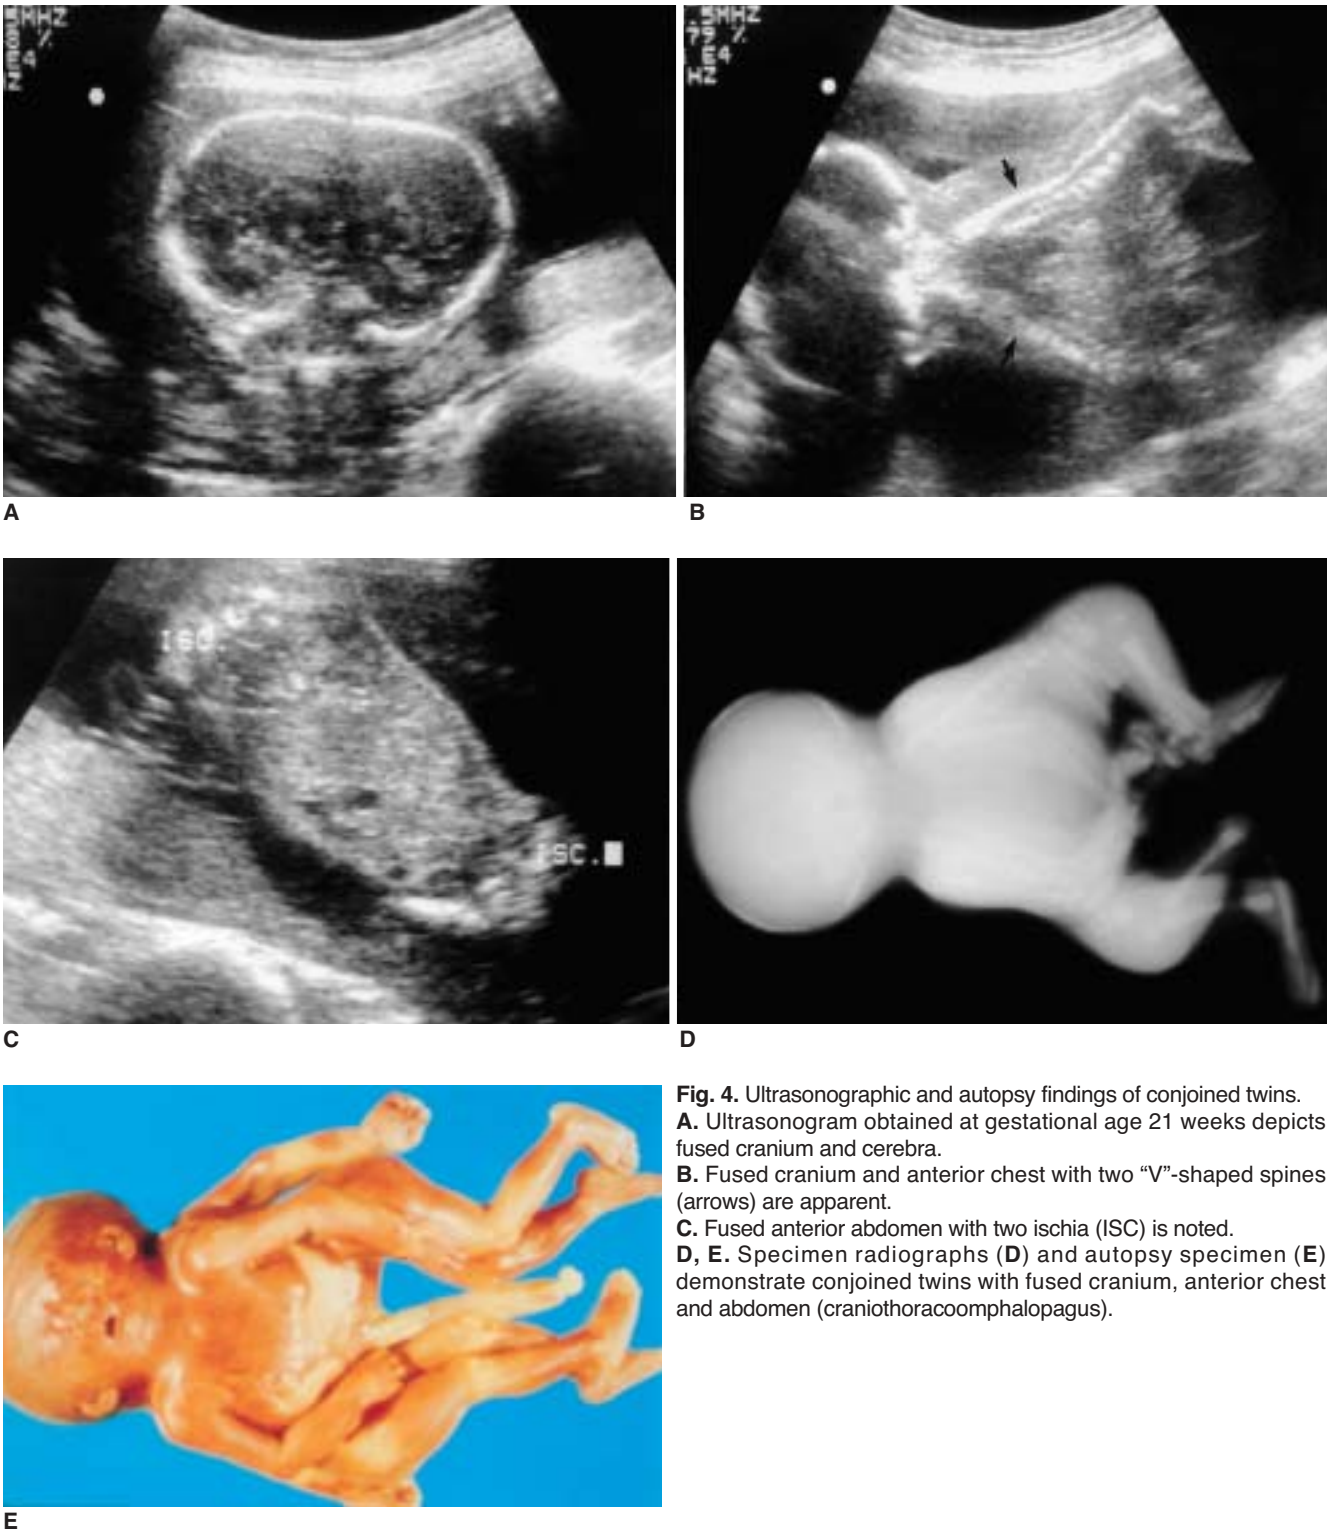 4
A
B
ISC.
ISC.
C
D
E
Fig. 4. Ultrasonographic and autopsy findings of conjoined twins.
A. Ultrasonogram obtained at gestational age 21 weeks depicts
fused cranium and cerebra.
B. Fused cranium and anterior chest with two “V”-shaped spines
(arrows) are apparent.
C. Fused anterior abdomen with two ischia (ISC) is noted.
D, E. Specimen radiographs (D) and autopsy specimen (E)
demonstrate conjoined twins with fused cranium, anterior chest
and abdomen (craniothoracoomphalopagus).